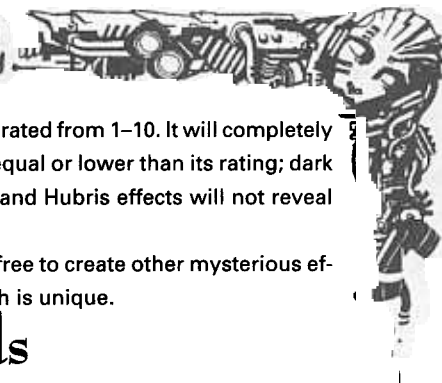 rated from 1–10. It will completely
equal or lower than its rating; dark
and Hubris effects will not reveal
free to create other mysterious ef-
h is unique.
ls